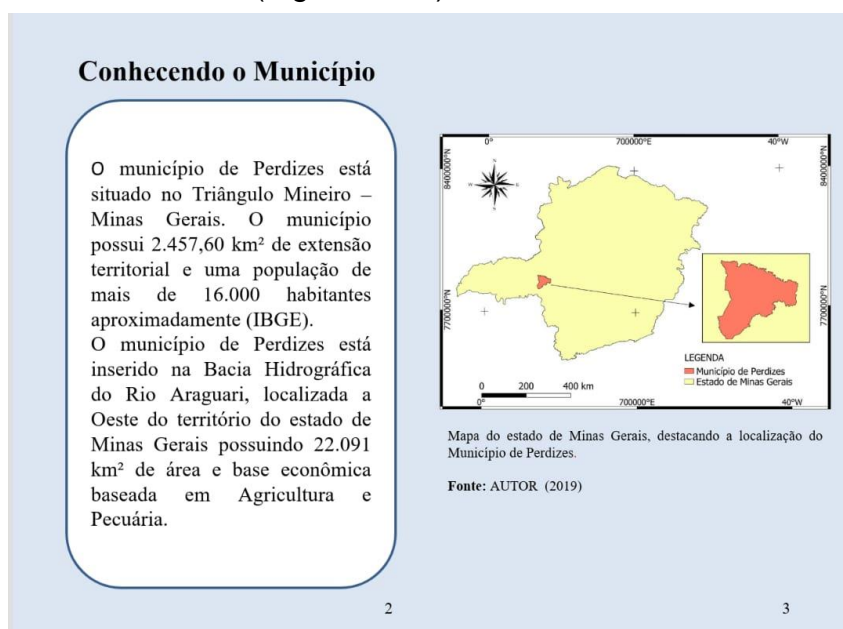 Conhecendo o Município
O município de Perdizes está
situado no Triângulo Mineiro –
Minas Gerais. O município
possui 2.457,60 km² de extensão
territorial e uma população de
mais de 16.000 habitantes
aproximadamente (IBGE).
O município de Perdizes está
inserido na Bacia Hidrográfica
do Rio Araguari, localizada a
Oeste do território do estado de
Minas Gerais possuindo 22.091
km² de área e base econômica
baseada em Agricultura e
Pecuária.
2
0° 700000°E 40°W
8400000°N 8400000°N
N
W E
S
7700000°N 7700000°N
LEGENDA
Município de Perdizes
Estado de Minas Gerais
0 200 400 km
0° 700000°E 40°W
Mapa do estado de Minas Gerais, destacando a localização do
Município de Perdizes.
Fonte: AUTOR (2019)
3